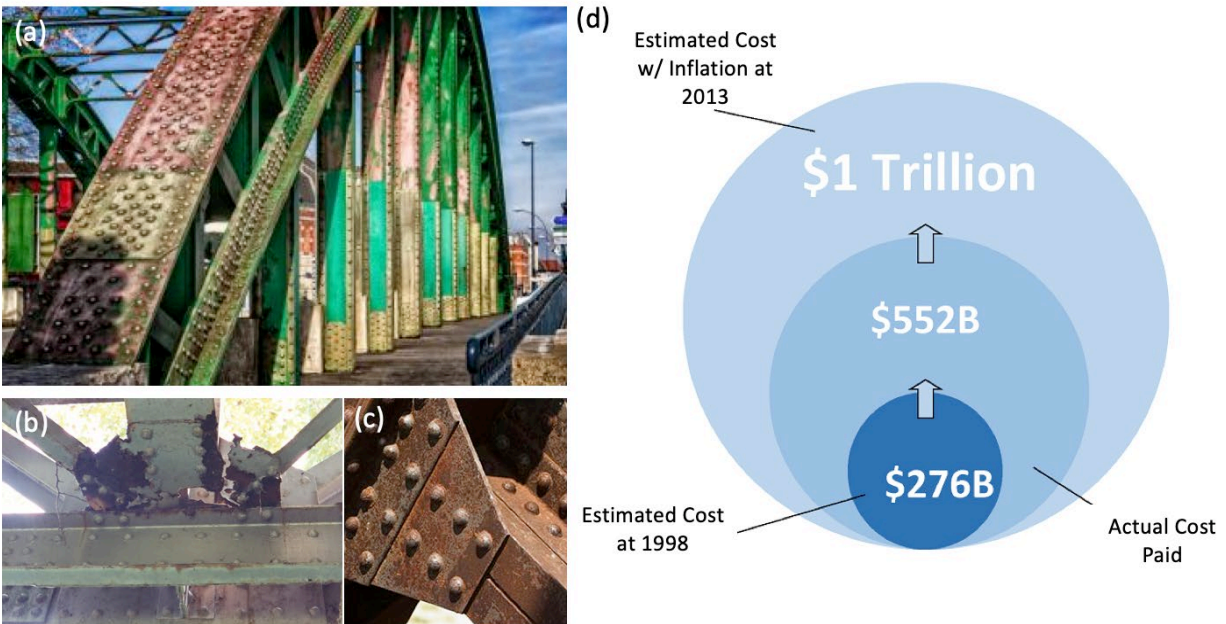 (a)
(b)
(c)
(d)
Estimated Cost
w/ Inflation at
2013
$1 Trillion
$552B
$276B
Estimated Cost
at 1998
Actual Cost
Paid